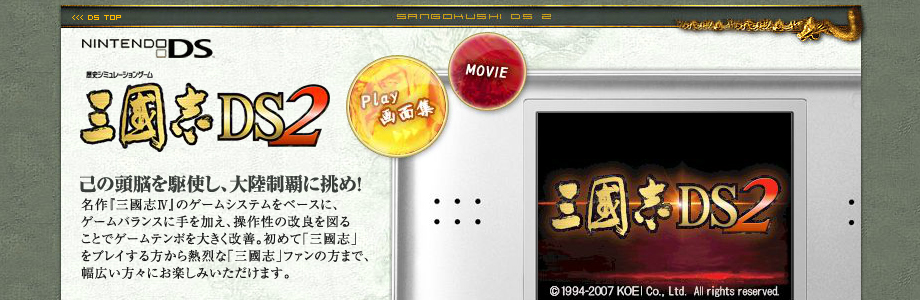 <<< DS TOP
SANGOKUSHI DS 2
NINTENDO DS
歴史シミュレーションゲーム
三國志DS2
Play
画面集
MOVIE
己の頭脳を駆使し、大陸制覇に挑め!
名作『三國志Ⅳ』のゲームシステムをベースに、
ゲームバランスに手を加え、操作性の改良を図る
ことでゲームテンポを大きく改善。初めて「三國志」
をプレイする方から熱烈な「三國志」ファンの方まで、
幅広い方々にお楽しみいただけます。
三國志DS2
©1994-2007 KOEI Co., Ltd. All rights reserved.